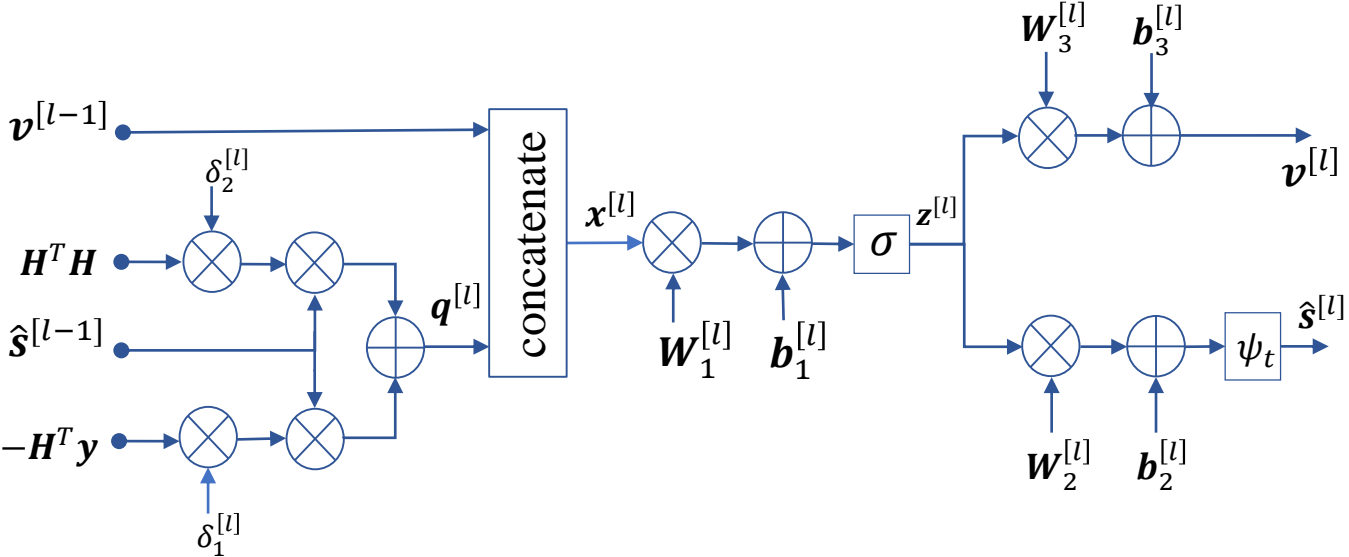 𝒗^[l−1]
δ_2^[l]
𝑯^T 𝑯
ŝ^[l−1]
−𝑯^T 𝒚
δ_1^[l]
𝒒^[l]
concatenate
𝒙^[l]
𝑾_1^[l]
𝒃_1^[l]
σ
𝒛^[l]
𝑾_3^[l]
𝒃_3^[l]
𝒗^[l]
𝑾_2^[l]
𝒃_2^[l]
ψ_t
ŝ^[l]